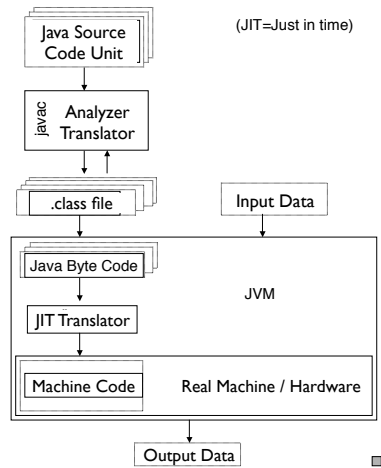 Java Source
Code Unit
(JIT=Just in time)
javac
Analyzer
Translator
.class file
Input Data
Java Byte Code
JVM
JIT Translator
Machine Code
Real Machine / Hardware
Output Data